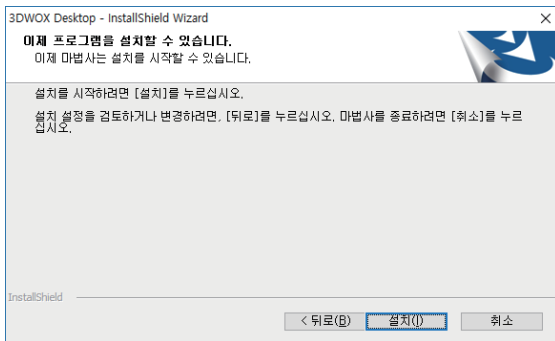 3DWOX Desktop - InstallShield Wizard
이제 프로그램을 설치할 수 있습니다.
이제 마법사는 설치를 시작할 수 있습니다.
설치를 시작하려면 [설치]를 누르십시오.
설치 설정을 검토하거나 변경하려면, [뒤로]를 누르십시오. 마법사를 종료하려면 [취소]를 누르
십시오.
InstallShield
< 뒤로(B)
설치(I)
취소